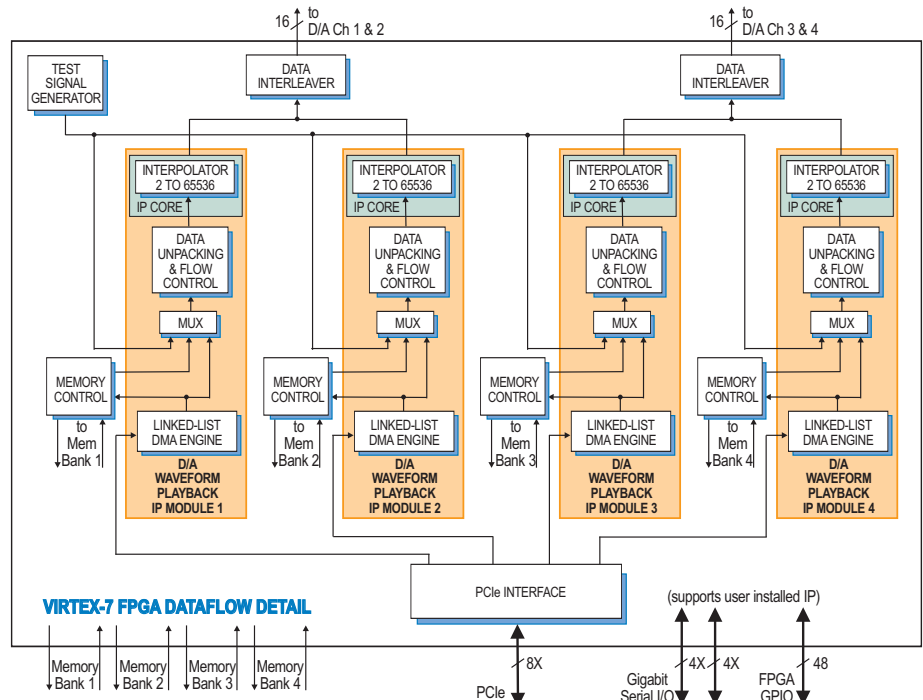 16
to
D/A Ch 1 & 2
16
to
D/A Ch 3 & 4
TEST
SIGNAL
GENERATOR
DATA
INTERLEAVER
DATA
INTERLEAVER
INTERPOLATOR
2 TO 65536
IP CORE
DATA
UNPACKING
& FLOW
CONTROL
MUX
MEMORY
CONTROL
to
Mem
Bank 1
LINKED-LIST
DMA ENGINE
D/A
WAVEFORM
PLAYBACK
IP MODULE 1
INTERPOLATOR
2 TO 65536
IP CORE
DATA
UNPACKING
& FLOW
CONTROL
MUX
MEMORY
CONTROL
to
Mem
Bank 2
LINKED-LIST
DMA ENGINE
D/A
WAVEFORM
PLAYBACK
IP MODULE 2
INTERPOLATOR
2 TO 65536
IP CORE
DATA
UNPACKING
& FLOW
CONTROL
MUX
MEMORY
CONTROL
to
Mem
Bank 3
LINKED-LIST
DMA ENGINE
D/A
WAVEFORM
PLAYBACK
IP MODULE 3
INTERPOLATOR
2 TO 65536
IP CORE
DATA
UNPACKING
& FLOW
CONTROL
MUX
MEMORY
CONTROL
to
Mem
Bank 4
LINKED-LIST
DMA ENGINE
D/A
WAVEFORM
PLAYBACK
IP MODULE 4
PCIe INTERFACE
VIRTEX-7 FPGA DATAFLOW DETAIL
(supports user installed IP)
Memory
Bank 1
Memory
Bank 2
Memory
Bank 3
Memory
Bank 4
8X
PCIe
4X
4X
Gigabit
Serial I/O
48
FPGA
GPIO